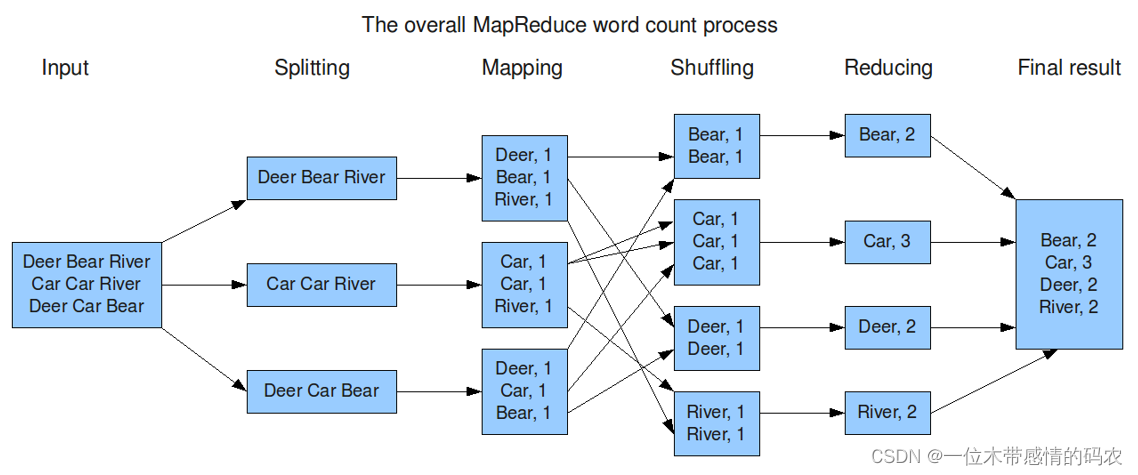 The overall MapReduce word count process
Input
Splitting
Mapping
Shuffling
Reducing
Final result
Deer Bear River
Car Car River
Deer Car Bear
Deer Bear River
Car Car River
Deer Car Bear
Deer, 1
Bear, 1
River, 1
Car, 1
Car, 1
River, 1
Deer, 1
Car, 1
Bear, 1
Bear, 1
Bear, 1
Car, 1
Car, 1
Car, 1
Deer, 1
Deer, 1
River, 1
River, 1
Bear, 2
Car, 3
Deer, 2
River, 2
Bear, 2
Car, 3
Deer, 2
River, 2
CSDN @一位木带感情的码农